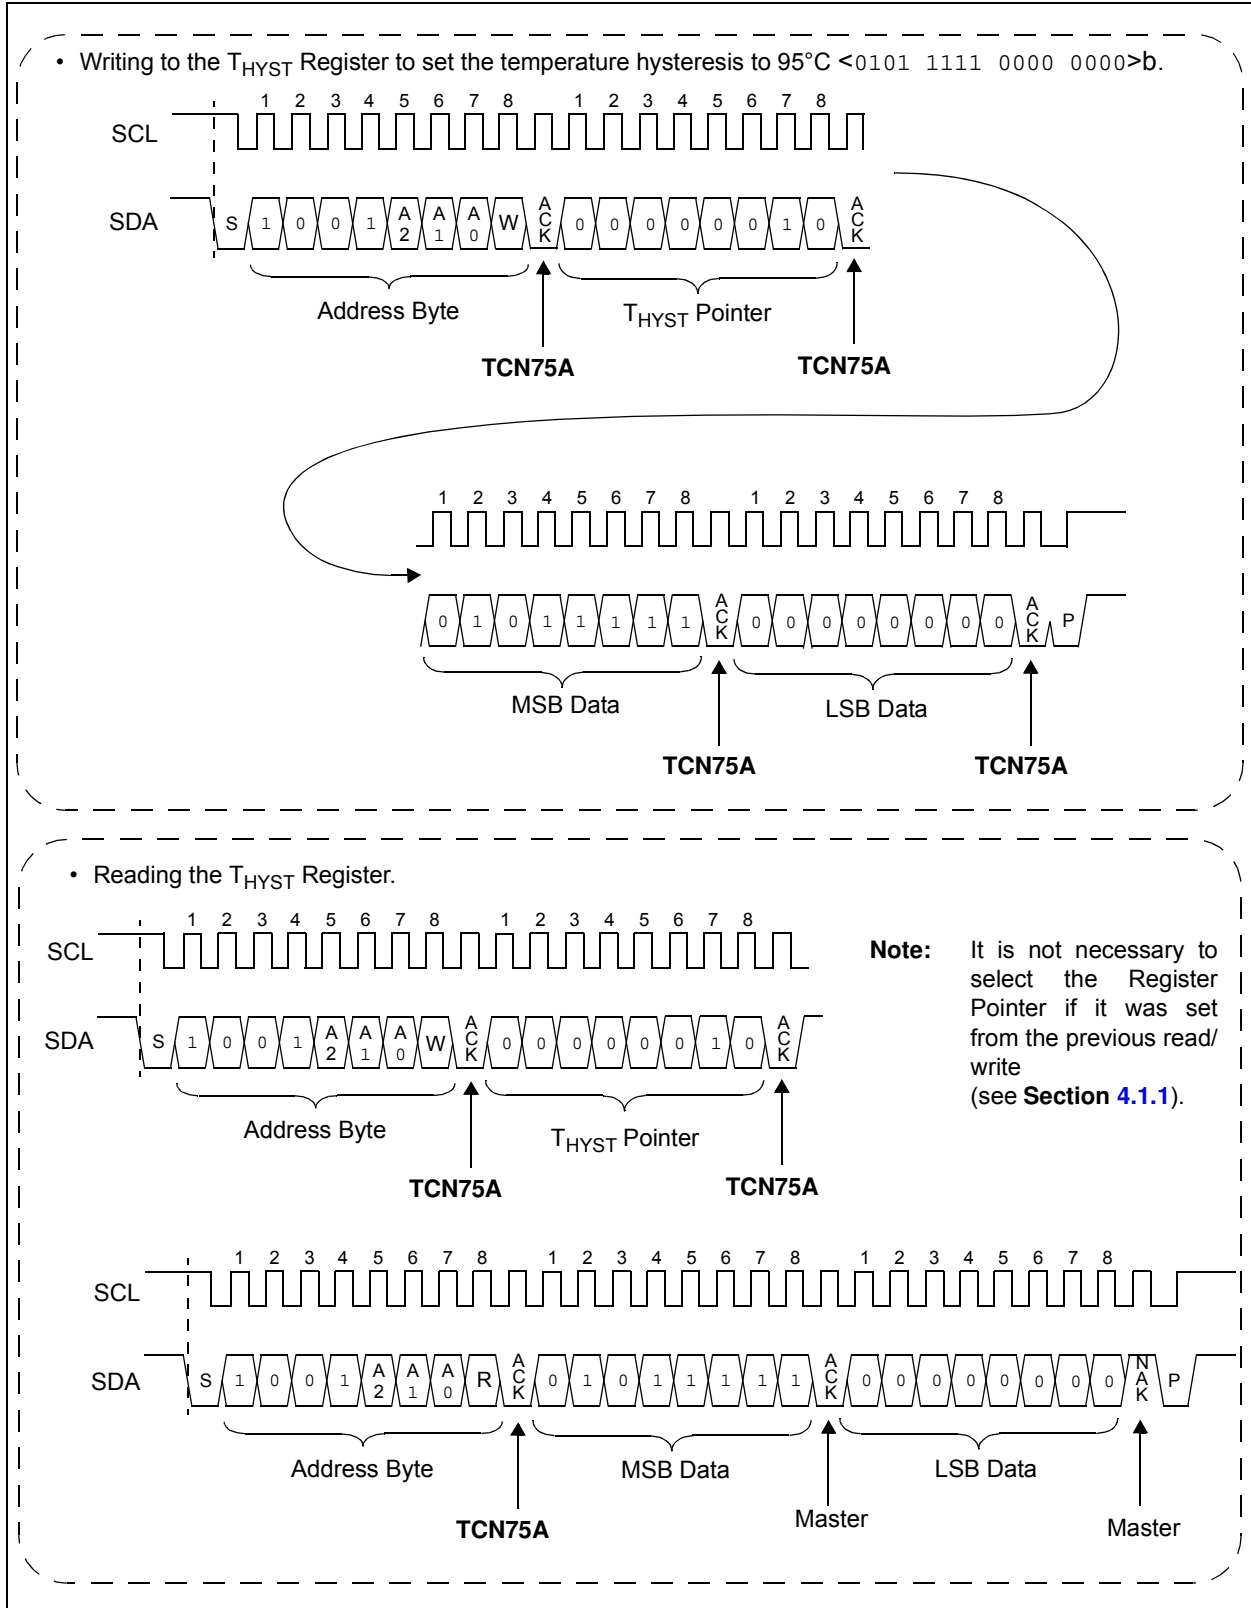 • Writing to the THYST Register to set the temperature hysteresis to 95°C <0101 1111 0000 0000>b.
1 2 3 4 5 6 7 8 1 2 3 4 5 6 7 8
SCL
SDA S 1 0 0 1 A2 A1 A0 W ACK 0 0 0 0 0 0 1 0 ACK
Address Byte THYST Pointer
TCN75A TCN75A
1 2 3 4 5 6 7 8 1 2 3 4 5 6 7 8
0 1 0 1 1 1 1 1 ACK 0 0 0 0 0 0 0 0 ACK P
MSB Data LSB Data
TCN75A TCN75A
• Reading the THYST Register.
1 2 3 4 5 6 7 8 1 2 3 4 5 6 7 8
SCL
SDA S 1 0 0 1 A2 A1 A0 W ACK 0 0 0 0 0 0 1 0 ACK
Address Byte THYST Pointer
TCN75A TCN75A
Note: It is not necessary to
select the Register
Pointer if it was set
from the previous read/
write
(see Section 4.1.1).
1 2 3 4 5 6 7 8 1 2 3 4 5 6 7 8 1 2 3 4 5 6 7 8
SCL
SDA S 1 0 0 1 A2 A1 A0 R ACK 0 1 0 1 1 1 1 1 ACK 0 0 0 0 0 0 0 0 NAK P
Address Byte MSB Data LSB Data
TCN75A Master Master